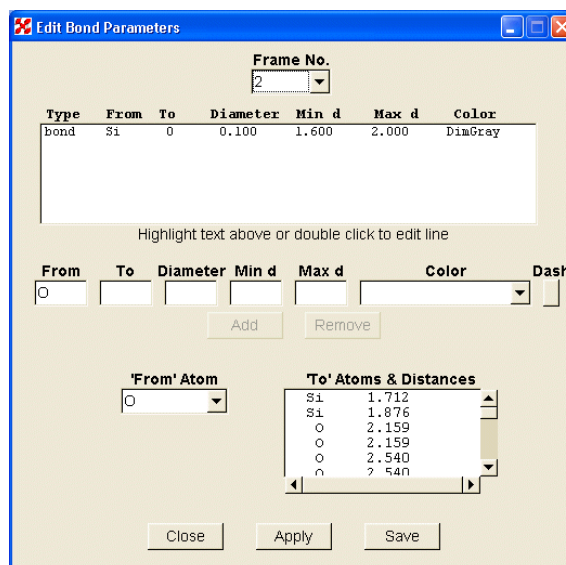 Edit Bond Parameters
Frame No.
2
Type From To Diameter Min d Max d Color
bond Si O 0.100 1.600 2.000 DimGray
Highlight text above or double click to edit line
From To Diameter Min d Max d Color Dash
O
Add Remove
'From' Atom 'To' Atoms & Distances
O
Si 1.712
Si 1.876
O 2.159
O 2.159
O 2.540
O 2.540
Close Apply Save